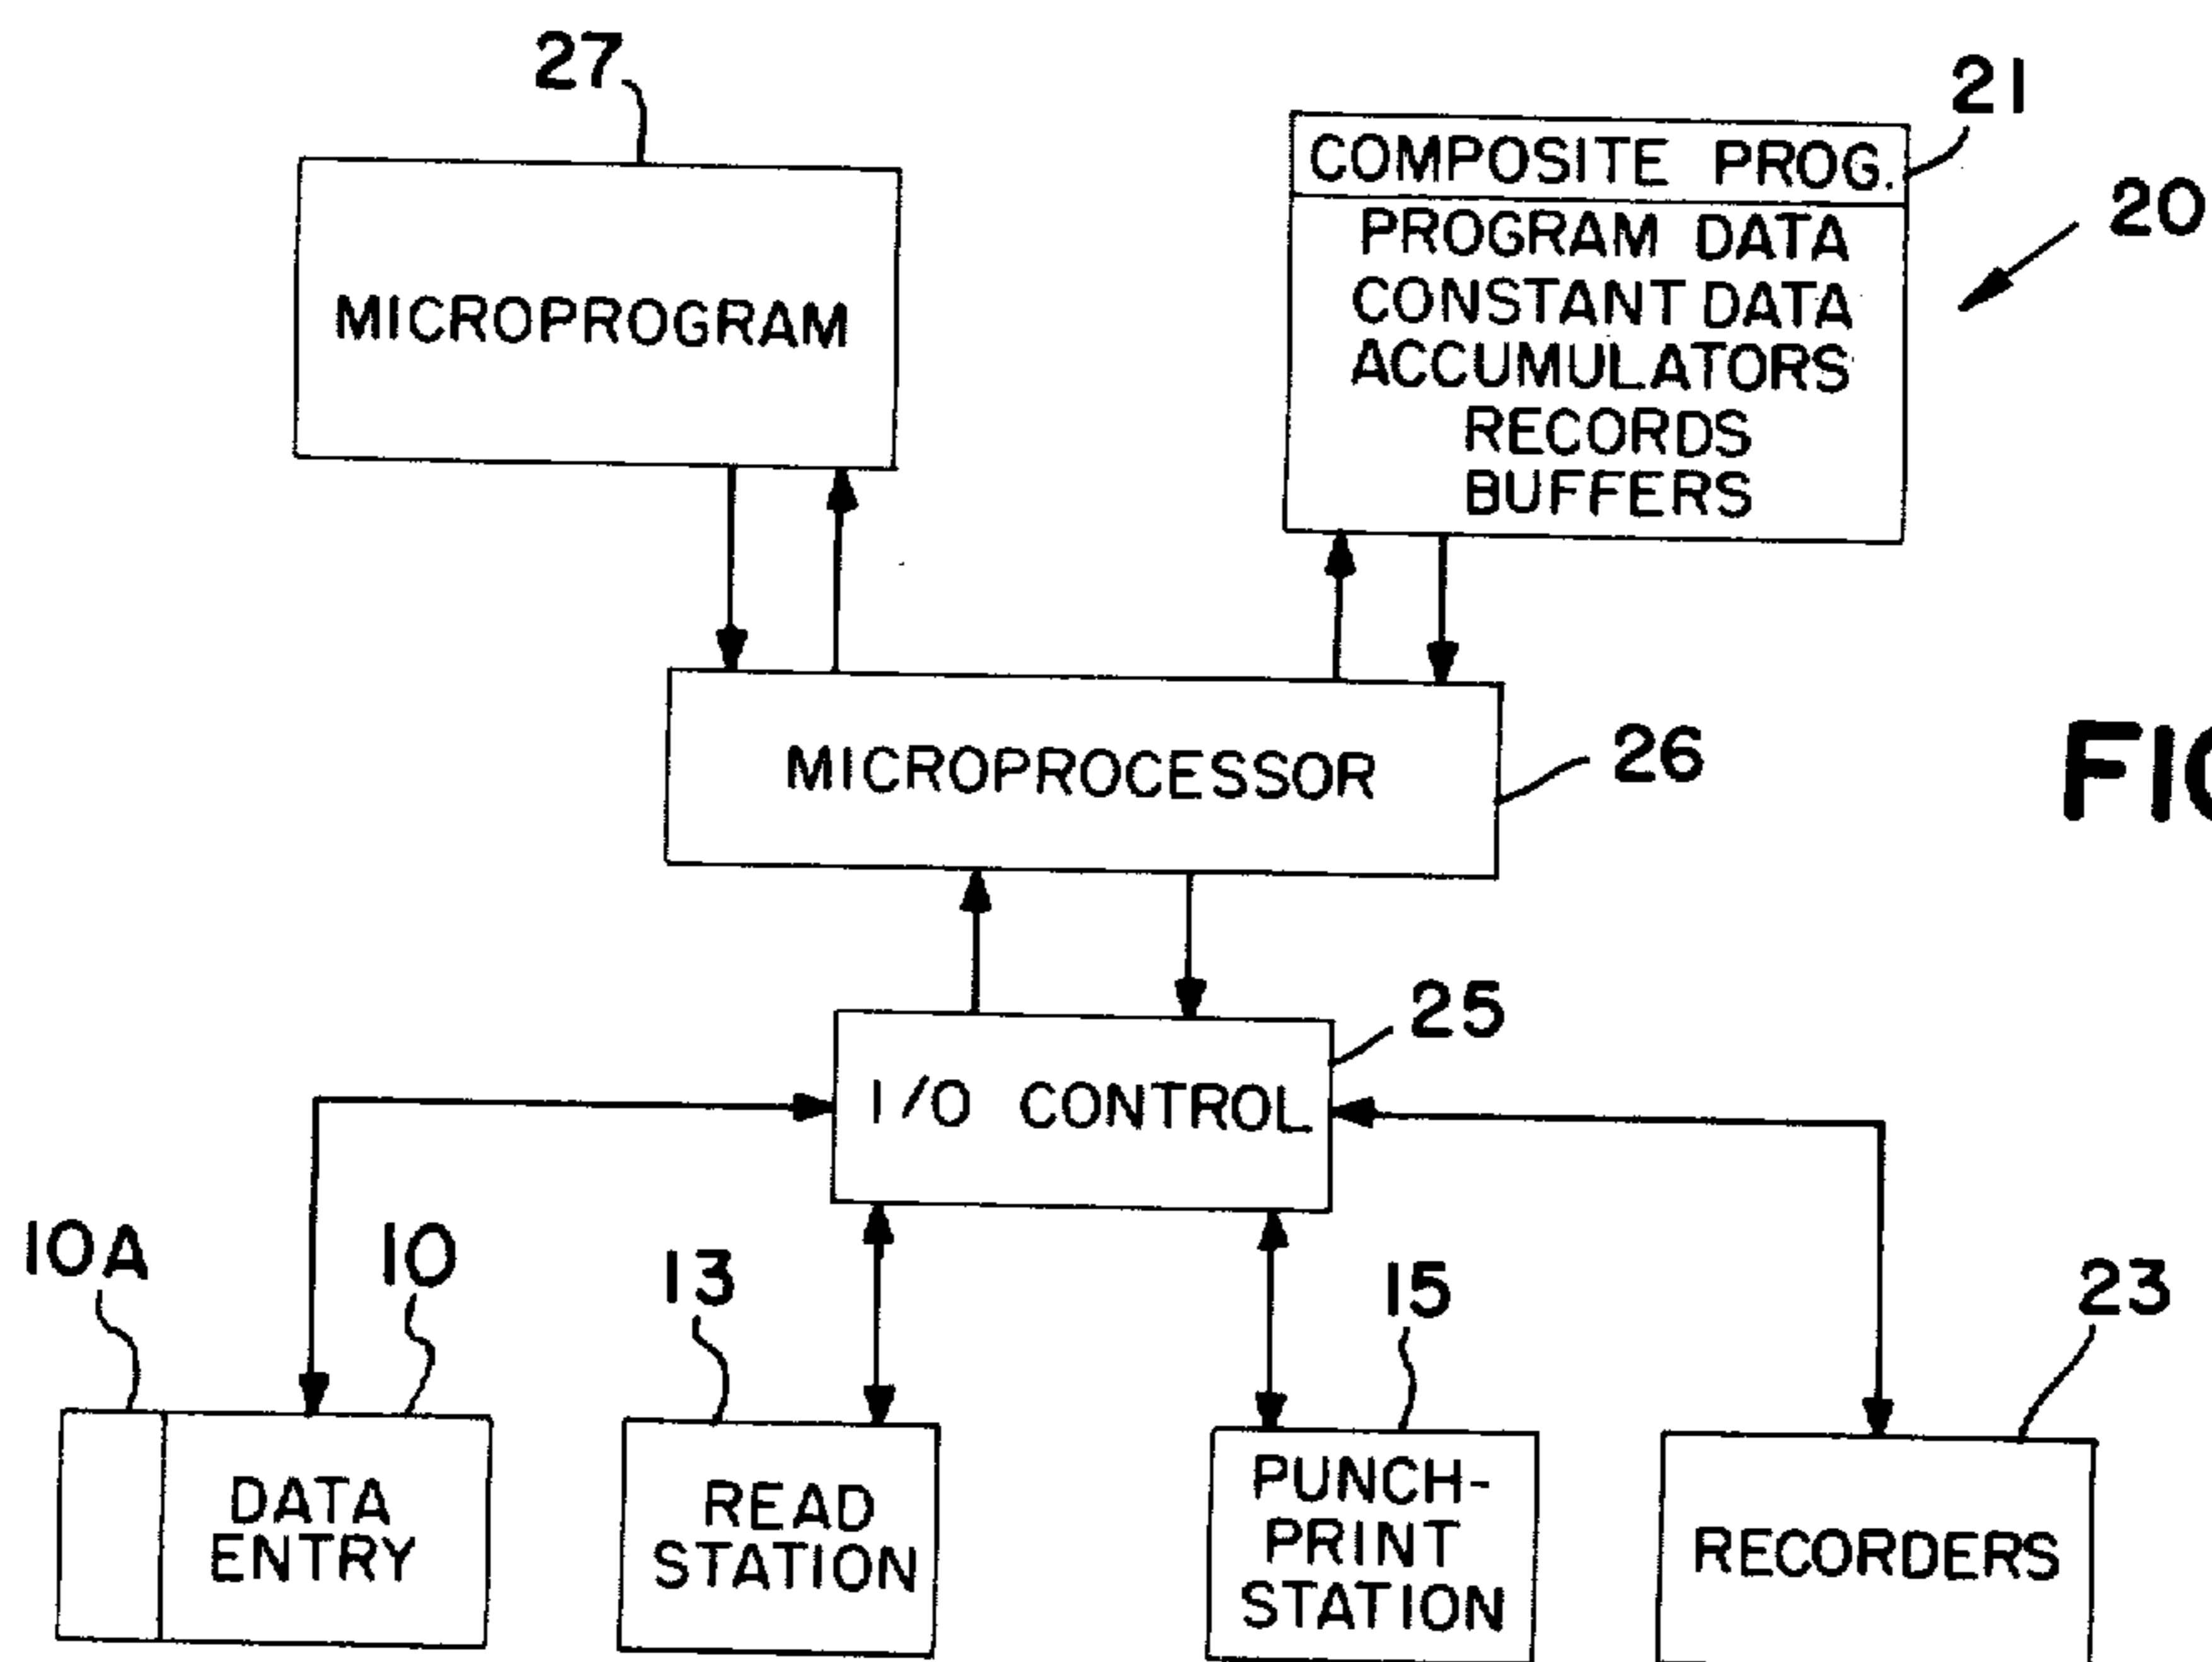 27
21
COMPOSITE PROG.
20
PROGRAM DATA
CONSTANT DATA
ACCUMULATORS
RECORDS
BUFFERS
MICROPROGRAM
MICROPROCESSOR
26
FI
25
I/O CONTROL
10A
10
13
15
23
DATA
ENTRY
READ
STATION
PUNCH-
PRINT
STATION
RECORDERS